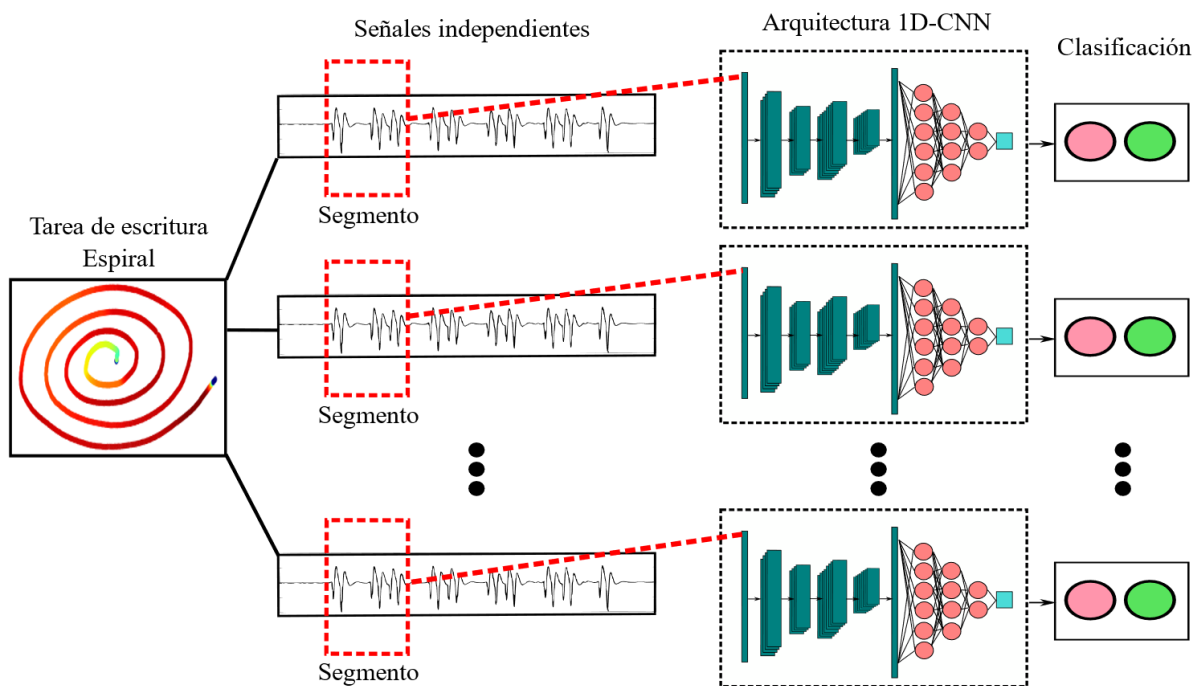 Señales independientes
Arquitectura 1D-CNN
Clasificación
Segmento
Tarea de escritura
Espiral
Segmento
Segmento